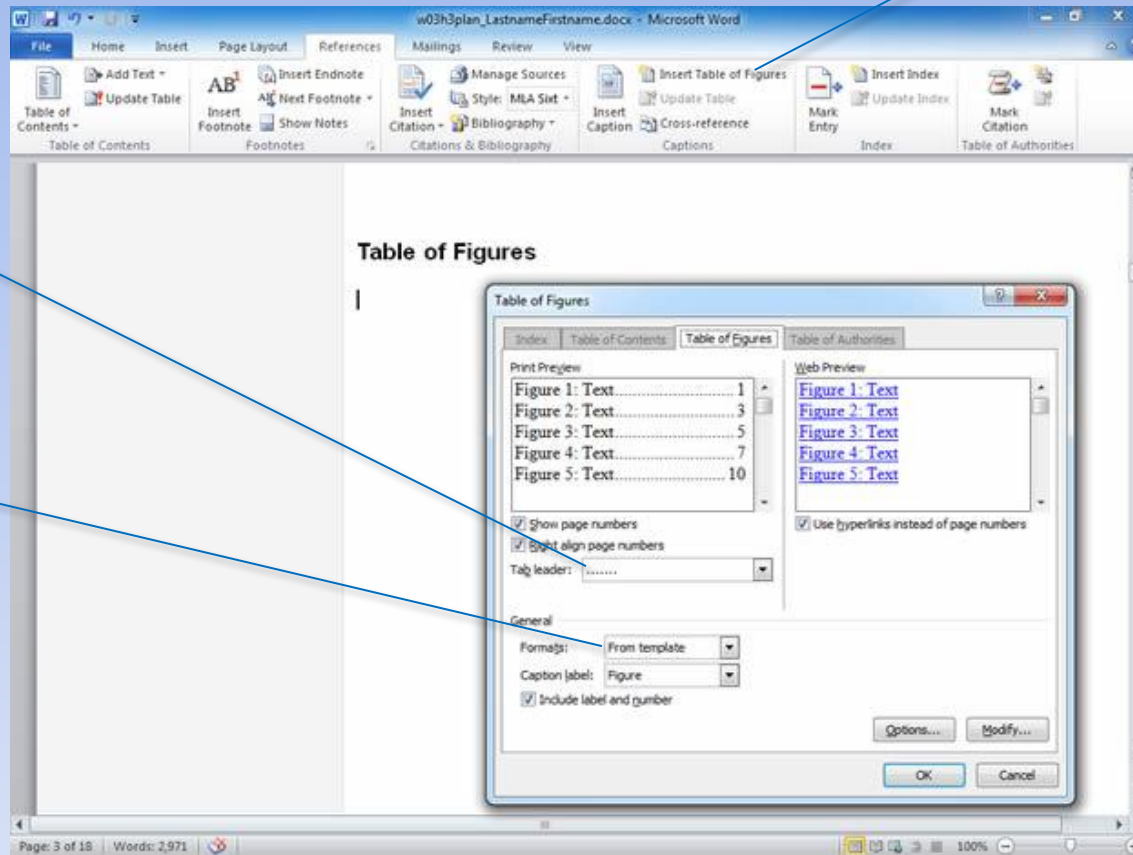 w03h3plan_LastnameFirstname.docx - Microsoft Word
File Home Insert Page Layout References Mailings Review View
Table of Contents
Add Text
Update Table
Table of Contents
AB1
Insert Footnote
Insert Endnote
Next Footnote
Show Notes
Footnotes
Insert Citation
Manage Sources
Style: MLA Sixt
Bibliography
Citations & Bibliography
Insert Caption
Insert Table of Figures
Update Table
Cross-reference
Captions
Mark Entry
Insert Index
Update Index
Index
Mark Citation
Table of Authorities
Table of Figures
Table of Figures
Index Table of Contents Table of Figures Table of Authorities
Print Preview
Figure 1: Text..................1
Figure 2: Text..................3
Figure 3: Text..................5
Figure 4: Text..................7
Figure 5: Text..................10
Show page numbers
Right align page numbers
Tab leader: .......
Web Preview
Figure 1: Text
Figure 2: Text
Figure 3: Text
Figure 4: Text
Figure 5: Text
Use hyperlinks instead of page numbers
General
Formats: From template
Caption label: Figure
Include label and number
Options... Modify...
OK Cancel
Page: 3 of 18 Words: 2,971 100%